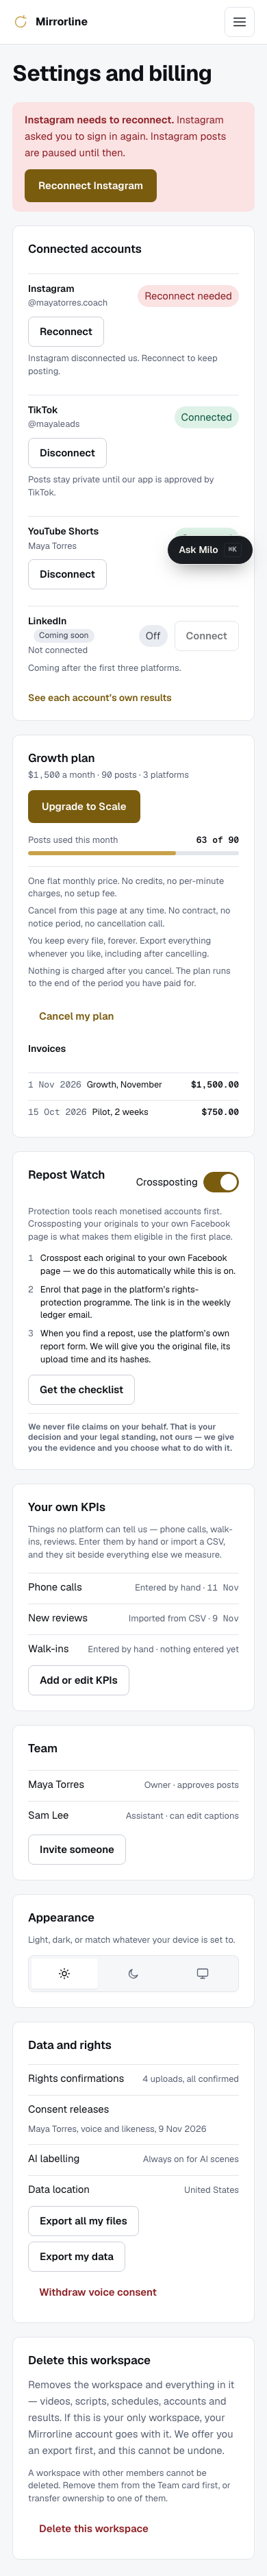 Mirrorline
Settings and billing
Instagram needs to reconnect. Instagram
asked you to sign in again. Instagram posts
are paused until then.
Reconnect Instagram
Connected accounts
Instagram
@mayatorres.coach
Reconnect needed
Reconnect
Instagram disconnected us. Reconnect to keep
posting.
TikTok
@mayaleads
Connected
Disconnect
Posts stay private until our app is approved by
TikTok.
YouTube Shorts
Maya Torres
Ask Milo ⌘K
Disconnect
LinkedIn
Coming soon
Not connected
Off
Connect
Coming after the first three platforms.
See each account's own results
Growth plan
$1,500 a month · 90 posts · 3 platforms
Upgrade to Scale
Posts used this month 63 of 90
One flat monthly price. No credits, no per-minute
charges, no setup fee.
Cancel from this page at any time. No contract, no
notice period, no cancellation call.
You keep every file, forever. Export everything
whenever you like, including after cancelling.
Nothing is charged after you cancel. The plan runs
to the end of the period you have paid for.
Cancel my plan
Invoices
1 Nov 2026 Growth, November $1,500.00
15 Oct 2026 Pilot, 2 weeks $750.00
Repost Watch
Crossposting
Protection tools reach monetised accounts first.
Crossposting your originals to your own Facebook
page is what makes them eligible in the first place.
1 Crosspost each original to your own Facebook
page — we do this automatically while this is on.
2 Enrol that page in the platform's rights-
protection programme. The link is in the weekly
ledger email.
3 When you find a repost, use the platform's own
report form. We will give you the original file, its
upload time and its hashes.
Get the checklist
We never file claims on your behalf. That is your
decision and your legal standing, not ours — we give
you the evidence and you choose what to do with it.
Your own KPIs
Things no platform can tell us — phone calls, walk-
ins, reviews. Enter them by hand or import a CSV,
and they sit beside everything else we measure.
Phone calls Entered by hand · 11 Nov
New reviews Imported from CSV · 9 Nov
Walk-ins Entered by hand · nothing entered yet
Add or edit KPIs
Team
Maya Torres Owner · approves posts
Sam Lee Assistant · can edit captions
Invite someone
Appearance
Light, dark, or match whatever your device is set to.
Data and rights
Rights confirmations 4 uploads, all confirmed
Consent releases
Maya Torres, voice and likeness, 9 Nov 2026
AI labelling Always on for AI scenes
Data location United States
Export all my files
Export my data
Withdraw voice consent
Delete this workspace
Removes the workspace and everything in it
— videos, scripts, schedules, accounts and
results. If this is your only workspace, your
Mirrorline account goes with it. We offer you
an export first, and this cannot be undone.
A workspace with other members cannot be
deleted. Remove them from the Team card first, or
transfer ownership to one of them.
Delete this workspace